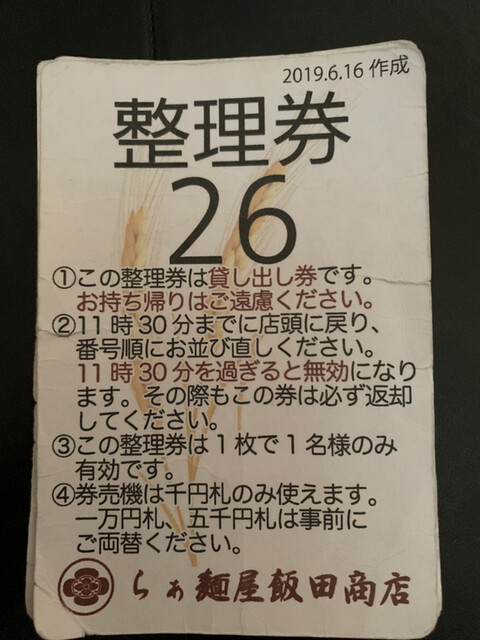 2019.6.16 作成
整理券
26
①この整理券は貸し出し券です。
お持ち帰りはご遠慮ください。
②11時30分までに店頭に戻り、
番号順にお並び直しください。
11時30分を過ぎると無効になり
ます。その際もこの券は必ず返却
してください。
③この整理券は1枚で1名様のみ
有効です。
④券売機は千円札のみ使えます。
一万円札、五千円札は事前に
ご両替ください。
らぁ麺屋飯田商店